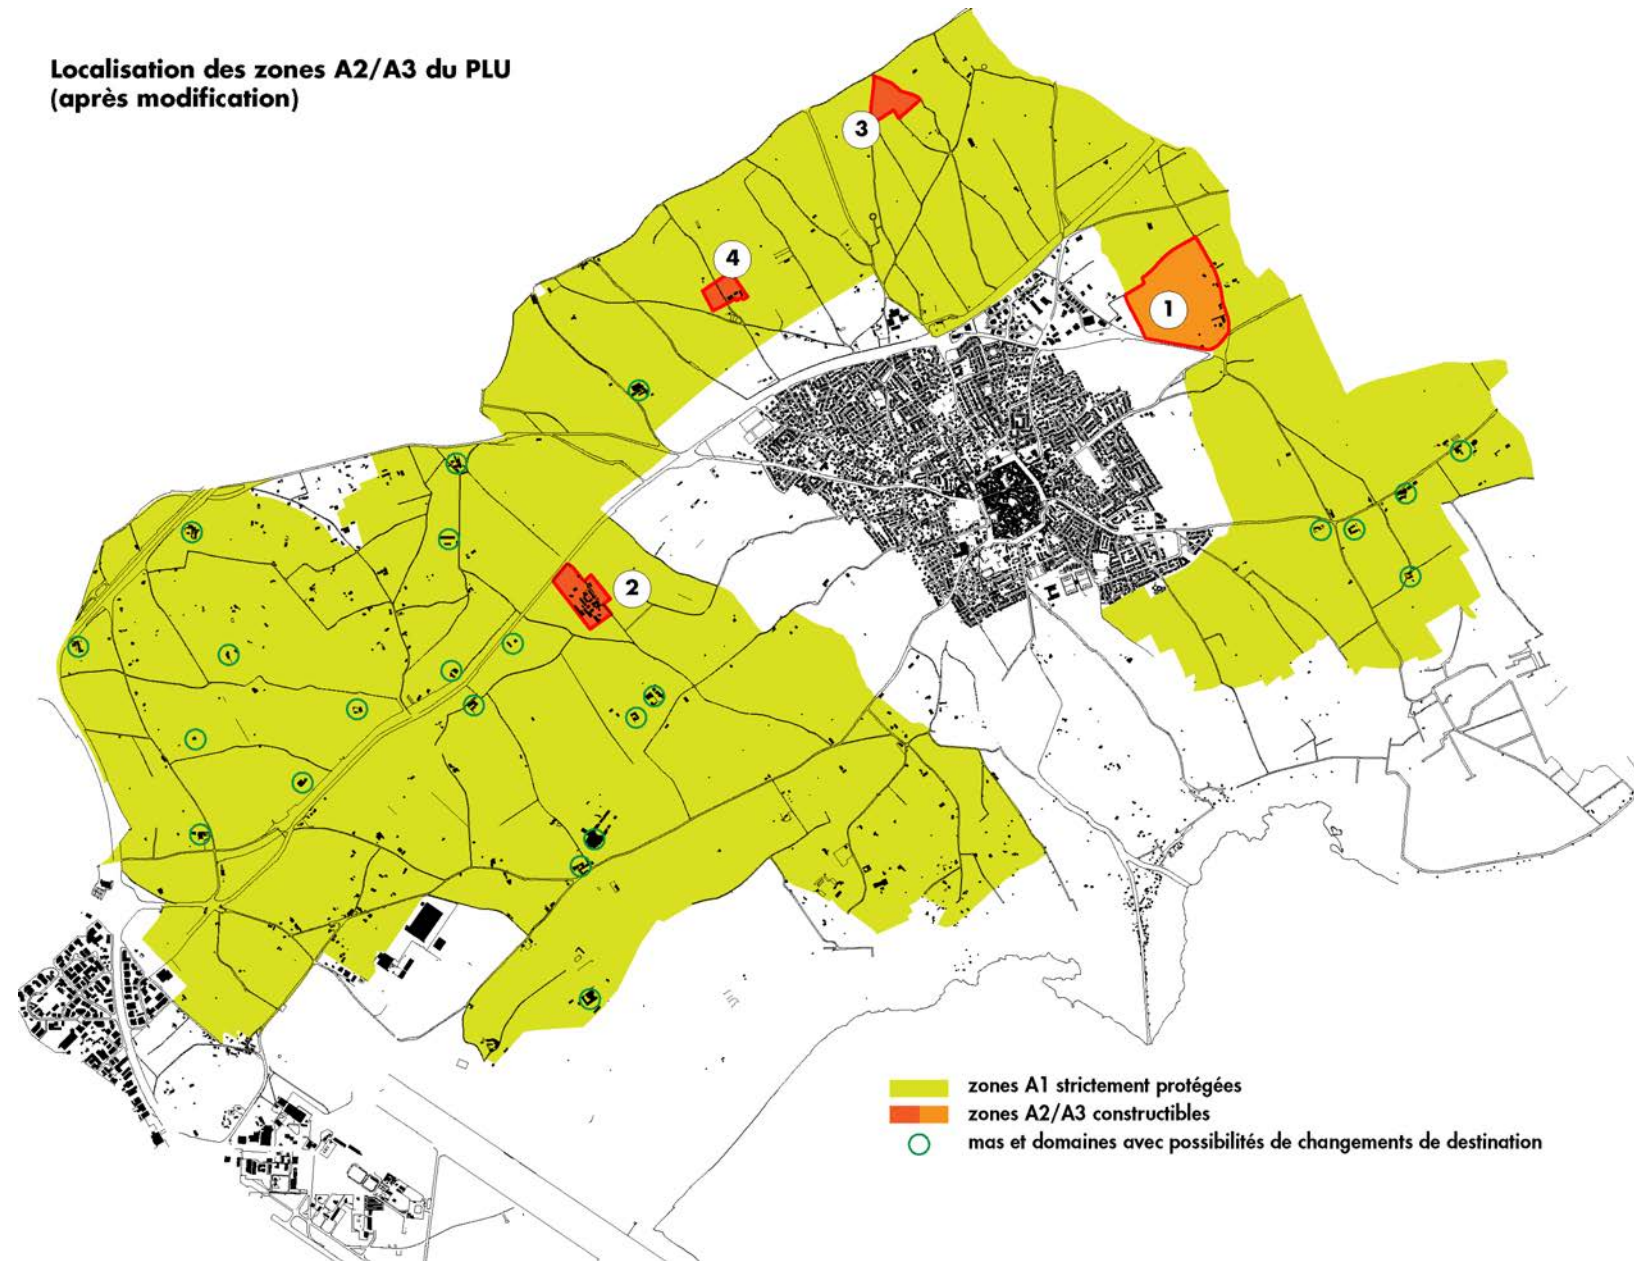 Localisation des zones A2/A3 du PLU
(après modification)
3
4
1
2
zones A1 strictement protégées
zones A2/A3 constructibles
mas et domaines avec possibilités de changements de destination